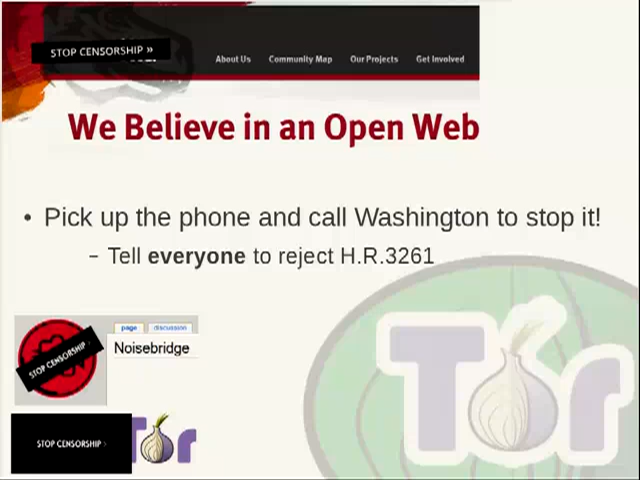 STOP CENSORSHIP »
About Us Community Map Our Projects Get Involved
We Believe in an Open Web
• Pick up the phone and call Washington to stop it!
– Tell everyone to reject H.R.3261
STOP CENSORSHIP ›
page discussion
Noisebridge
STOP CENSORSHIP ›
Tor
Tor